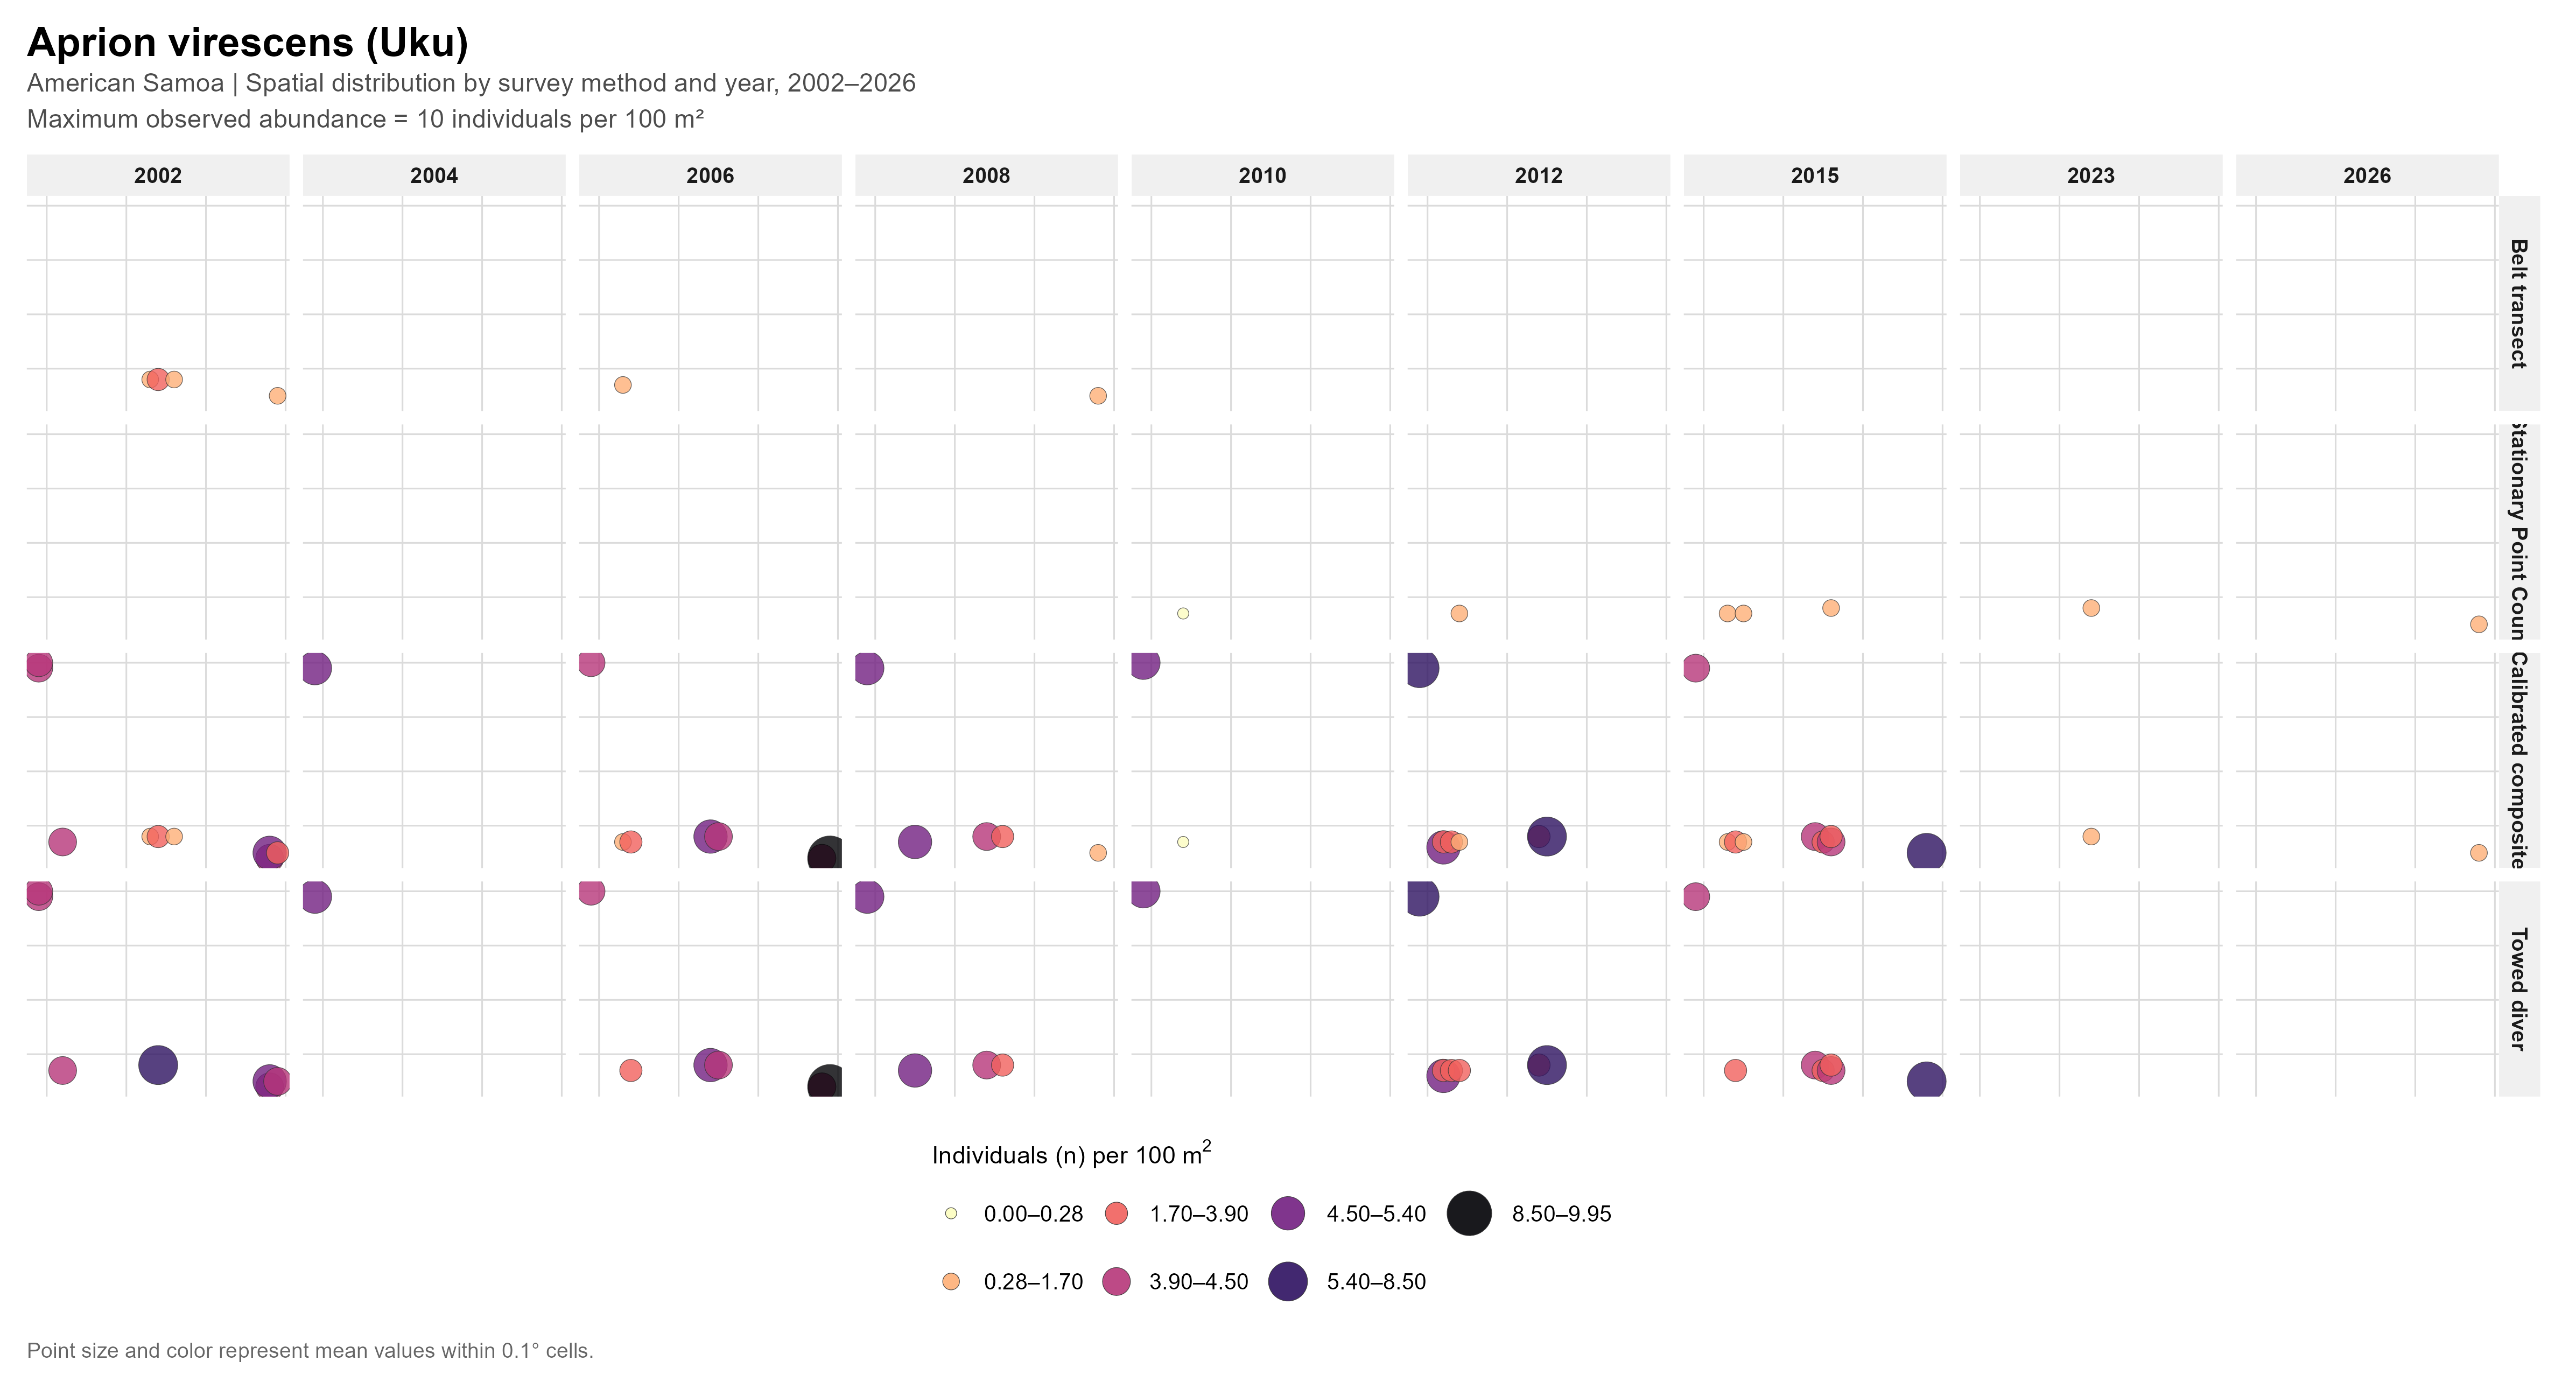 Aprion virescens (Uku)
American Samoa | Spatial distribution by survey method and year, 2002–2026
Maximum observed abundance = 10 individuals per 100 m²
2002 2004 2006 2008 2010 2012 2015 2023 2026
Belt transect
Stationary Point Coun
Calibrated composite
Towed diver
Individuals (n) per 100 m²
0.00–0.28 1.70–3.90 4.50–5.40 8.50–9.95
0.28–1.70 3.90–4.50 5.40–8.50
Point size and color represent mean values within 0.1° cells.